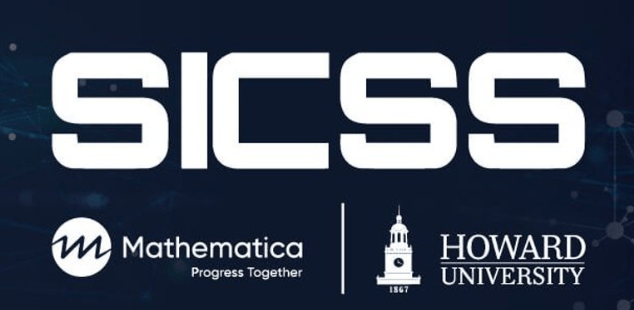 SICSS
Mathematica
Progress Together
1867
HOWARD
UNIVERSITY